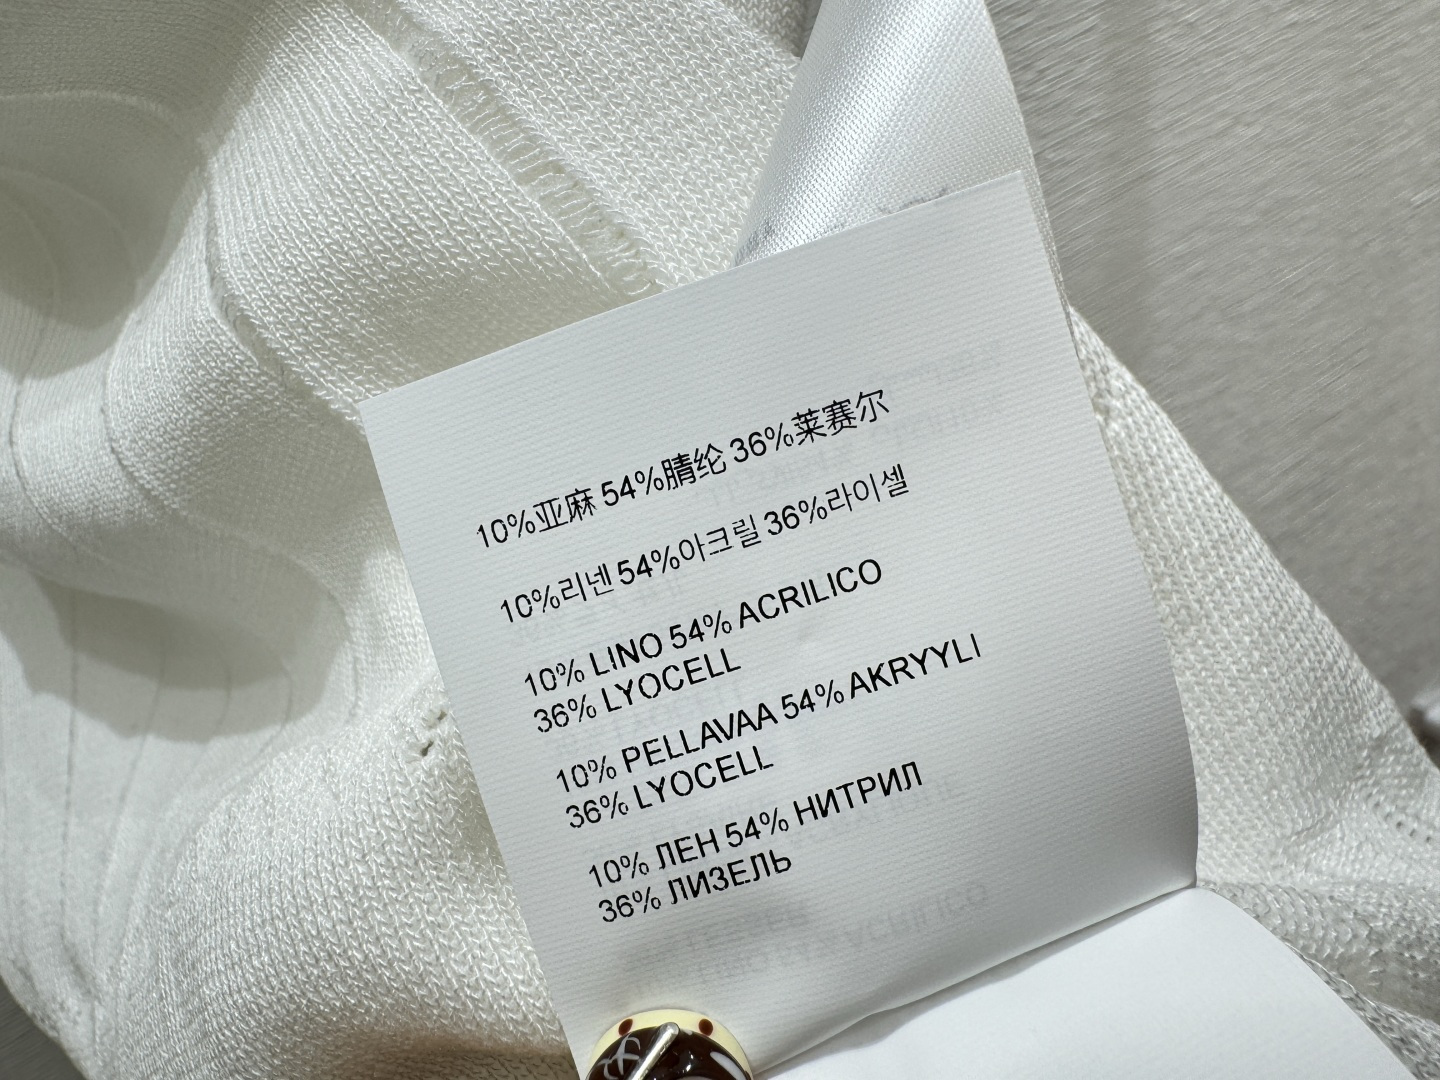 10%亚麻 54%腈纶 36%莱赛尔
10%리넨 54%아크릴 36%라이셀
10% LINO 54% ACRILICO
36% LYOCELL
10% PELLAVAA 54% AKRYYLI
36% LYOCELL
10% ЛЕН 54% НИТРИЛ
36% ЛИЗЕЛЬ